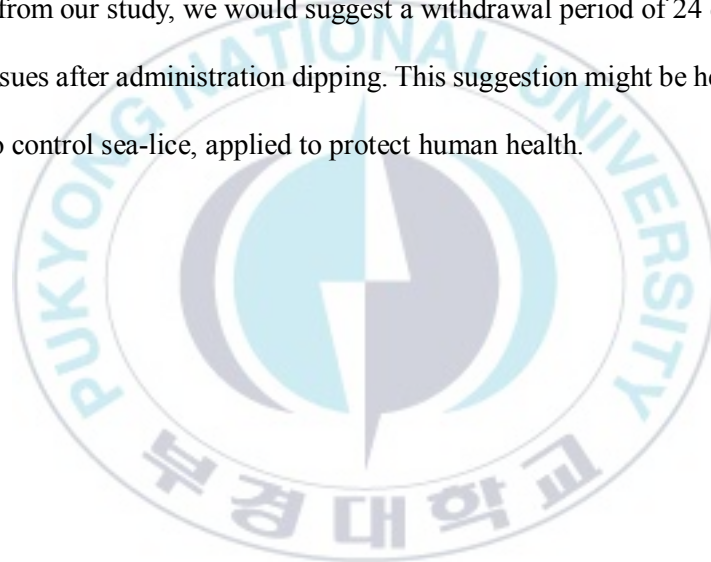 from our study, we would suggest a withdrawal period of 24
sues after administration dipping. This suggestion might be
control sea-lice, applied to protect human health.
PUKYONG NATIONAL UNIVERSITY
부경대학교